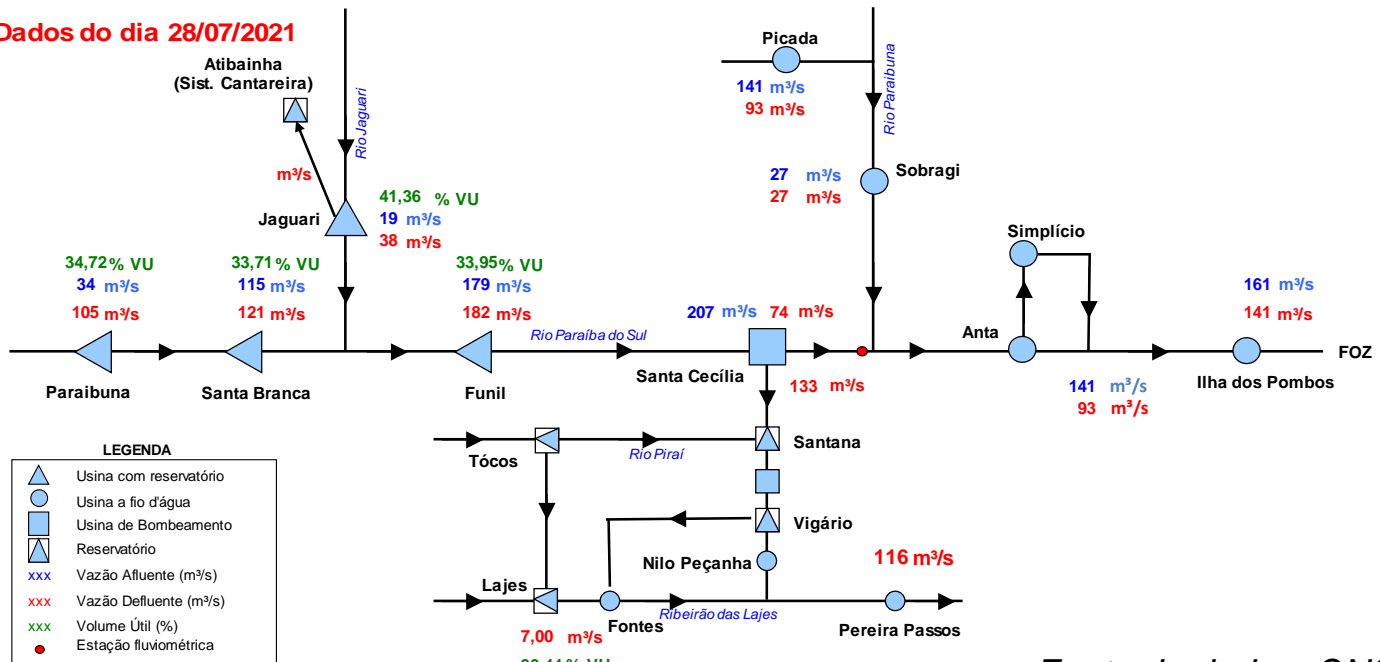 Dados do dia 28/07/2021
Atibainha
(Sist. Cantareira)
m³/s
Rio Jaguari
Jaguari
41,36 % VU
19 m³/s
38 m³/s
Picada
141 m³/s
93 m³/s
Rio Paraibuna
27 m³/s
27 m³/s
Sobragi
34,72 % VU
34 m³/s
105 m³/s
Paraibuna
33,71 % VU
115 m³/s
121 m³/s
Santa Branca
33,95 % VU
179 m³/s
182 m³/s
Funil
Rio Paraíba do Sul
207 m³/s 74 m³/s
Santa Cecília
133 m³/s
Simplício
Anta
141 m³/s
93 m³/s
161 m³/s
141 m³/s
Ilha dos Pombos
FOZ
Tócos
Rio Piraí
Santana
Vigário
Nilo Peçanha
116 m³/s
Lajes
Fontes
Ribeirão das Lajes
Pereira Passos
7,00 m³/s
LEGENDA
Usina com reservatório
Usina a fio d'água
Usina de Bombeamento
Reservatório
xxx Vazão Afluente (m³/s)
xxx Vazão Defluente (m³/s)
xxx Volume Útil (%)
Estação fluviométrica